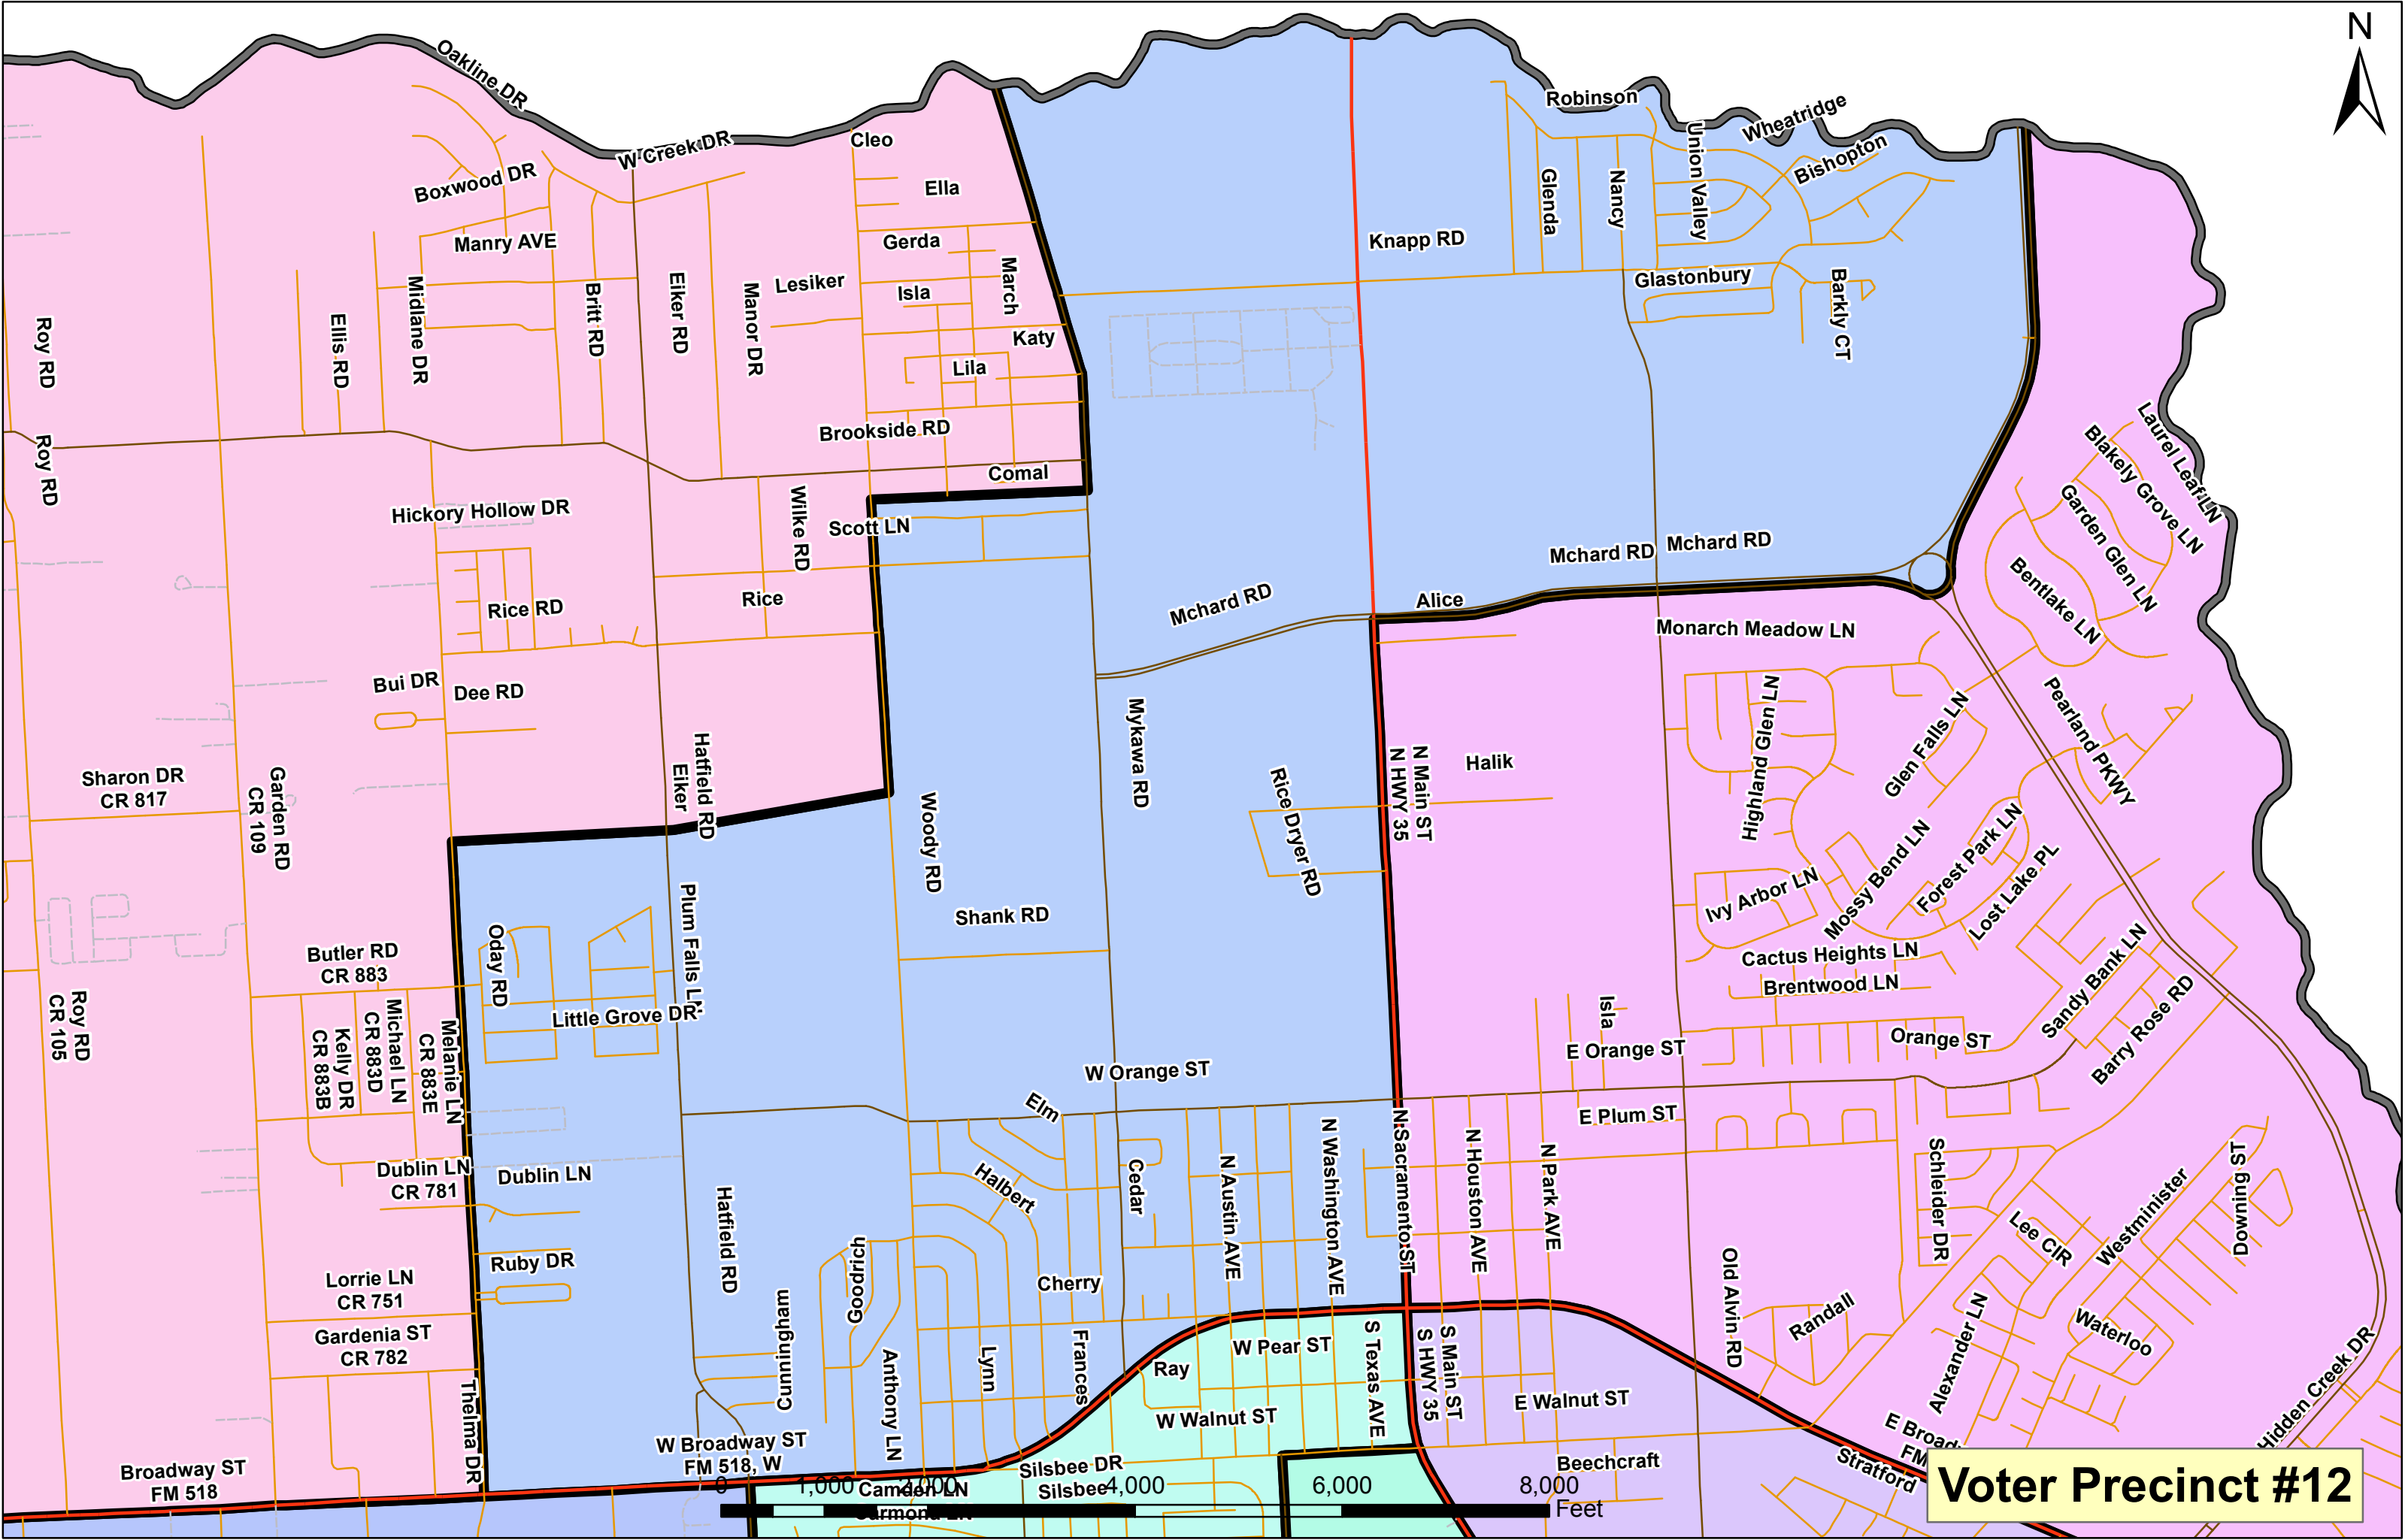 N
Oakline DR
W Creek DR
Cleo
Robinson
Wheatridge
Union Valley
Bishopton
Boxwood DR
Ella
Glenda
Nancy
Manry AVE
Gerda
Knapp RD
Glastonbury
Barkly CT
Roy RD
Ellis RD
Midlane DR
Britt RD
Eiker RD
Manor DR
Lesiker
Isla
March
Katy
Lila
Brookside RD
Comal
Roy RD
Laurel Leaf LN
Blakely Grove LN
Garden Glen LN
Bentlake LN
Hickory Hollow DR
Wilke RD
Scott LN
Mchard RD
Mchard RD
Rice RD
Rice
Mchard RD
Alice
Monarch Meadow LN
Bui DR
Dee RD
Hatfield RD
Eiker
Mykawa RD
N Main ST
N HWY 35
Halik
Highland Glen LN
Glen Falls LN
Pearland PKWY
Sharon DR
CR 817
Garden RD
CR 109
Woody RD
Rice Dryer RD
Ivy Arbor LN
Mossy Bend LN
Forest Park LN
Lost Lake PL
Shank RD
Oday RD
Plum Falls LN
Butler RD
CR 883
Cactus Heights LN
Brentwood LN
Sandy Bank LN
Barry Rose RD
Roy RD
CR 105
Kelly DR
CR 883B
Michael LN
CR 883D
Melanie LN
CR 883E
Little Grove DR
Isla
E Orange ST
Orange ST
W Orange ST
Elm
E Plum ST
Dublin LN
CR 781
Dublin LN
Halbert
Cedar
N Austin AVE
N Washington AVE
N Sacramento ST
N Houston AVE
N Park AVE
Schleider DR
Lee CIR
Westminister
Downing ST
Hatfield RD
Ruby DR
Goodrich
Cherry
Lorrie LN
CR 751
Cunningham
Gardenia ST
CR 782
Anthony LN
Lynn
Frances
Ray
W Pear ST
S Texas AVE
S Main ST
S HWY 35
Old Alvin RD
Randall
Alexander LN
Waterloo
Hidden Creek DR
Thelma DR
W Walnut ST
E Walnut ST
W Broadway ST
FM 518, W
Broadway ST
FM 518
Silsbee DR
Silsbee
Beechcraft
Stratford
Camden LN
0 1,000 2,000 4,000 6,000 8,000
Feet
Voter Precinct #12